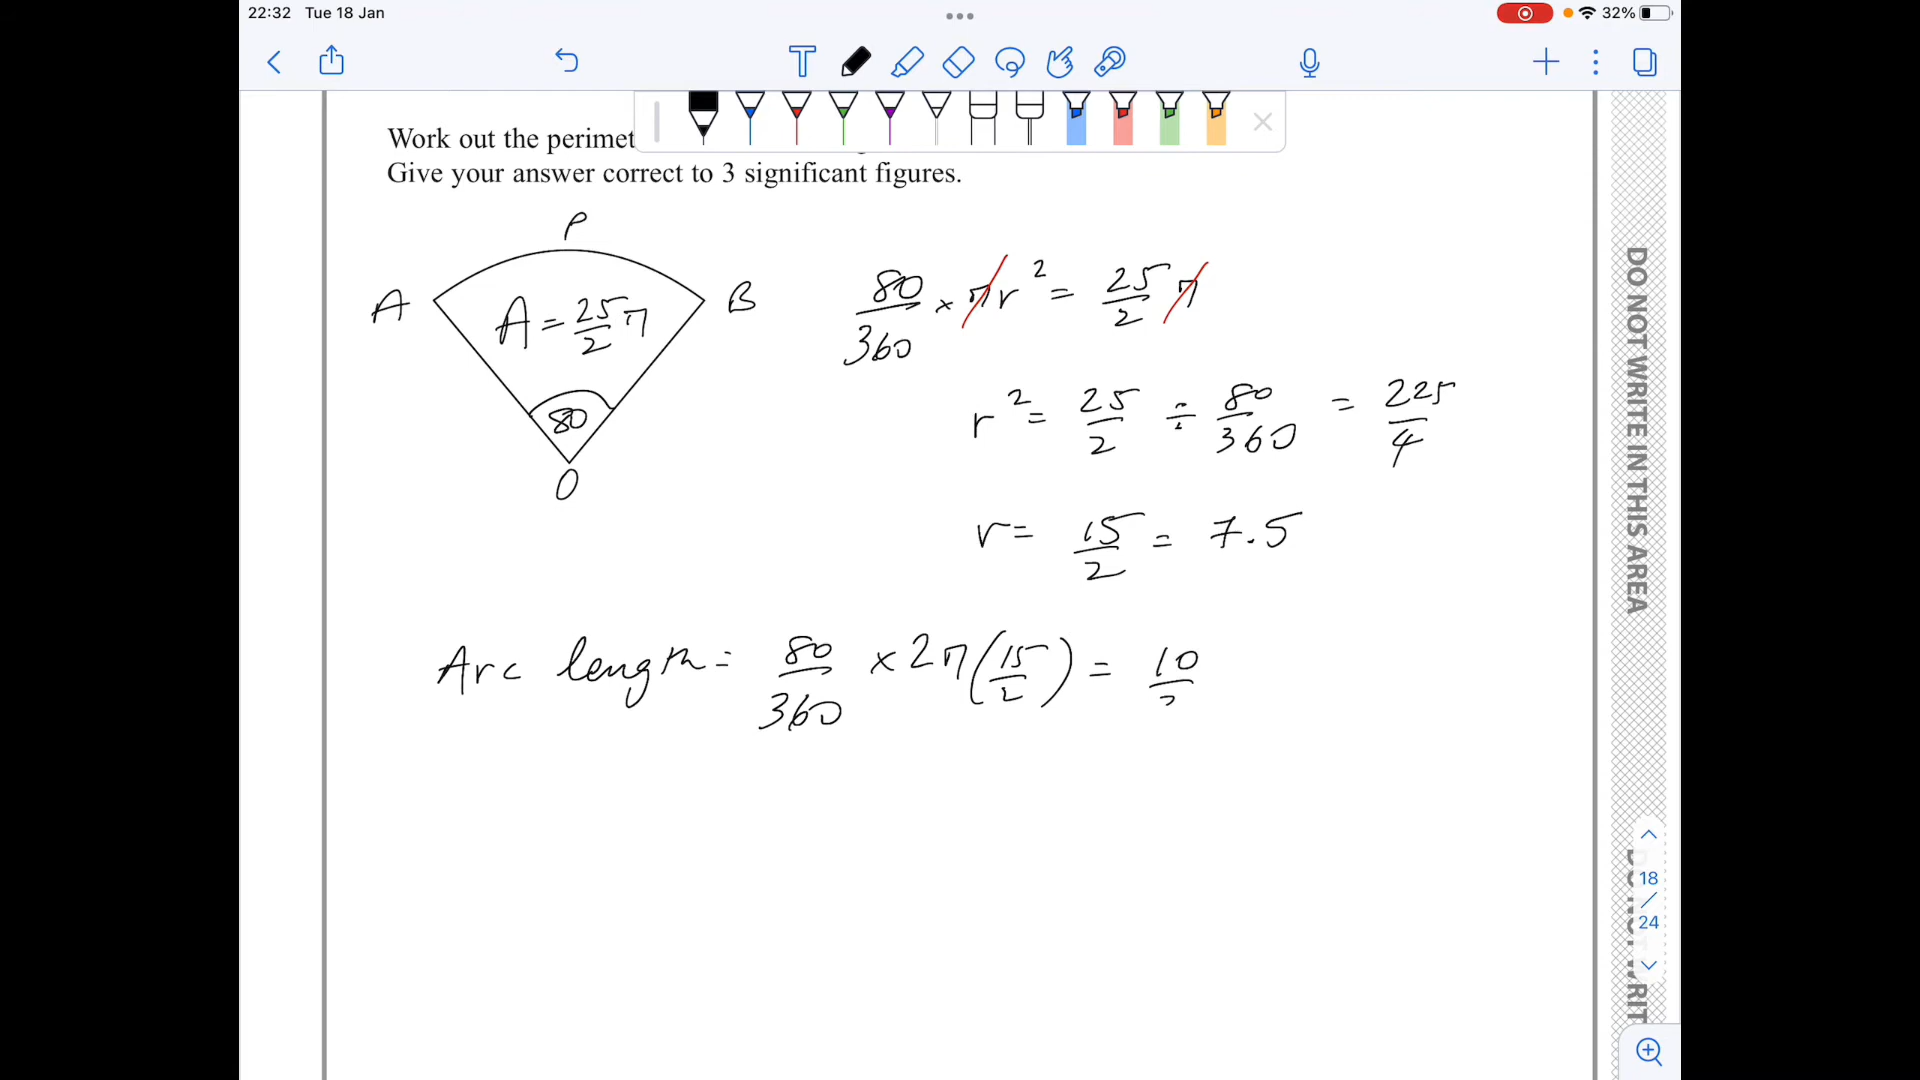 22:32 Tue 18 Jan
32%
Work out the perimet
Give your answer correct to 3 significant figures.
P
A
B
A = 25/2 π
80
O
80/360 × πr² = 25/2 π
r² = 25/2 ÷ 80/360 = 225/4
r = 15/2 = 7.5
Arc length = 80/360 × 2π(15/2) = 10
DO NOT WRITE IN THIS AREA
18
24